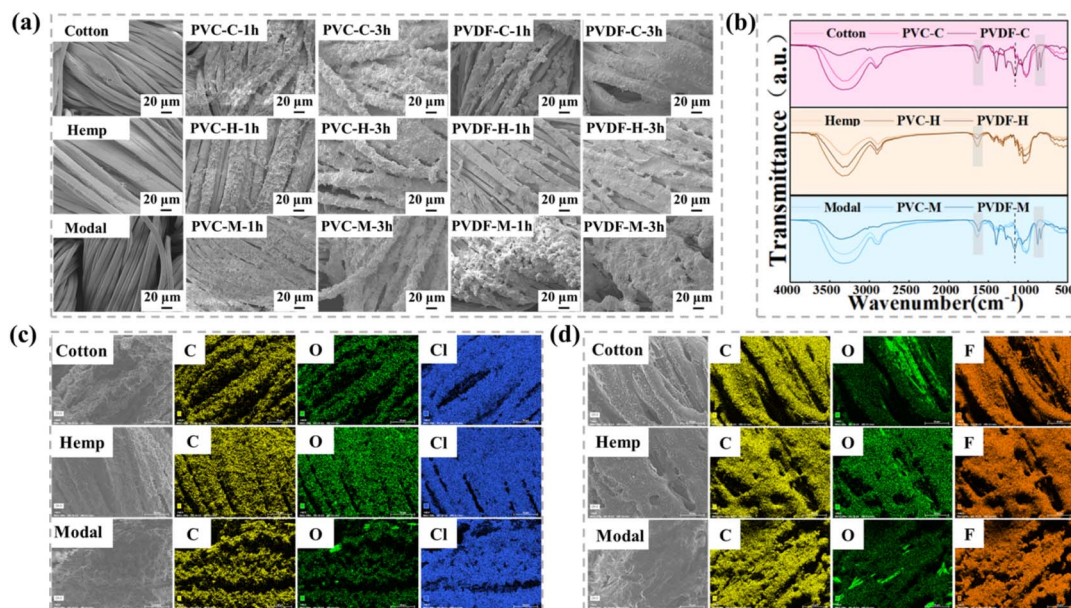 (a)
Cotton PVC-C-1h PVC-C-3h PVDF-C-1h PVDF-C-3h
20 μm 20 μm 20 μm 20 μm 20 μm
Hemp PVC-H-1h PVC-H-3h PVDF-H-1h PVDF-H-3h
20 μm 20 μm 20 μm 20 μm 20 μm
Modal PVC-M-1h PVC-M-3h PVDF-M-1h PVDF-M-3h
20 μm 20 μm 20 μm 20 μm 20 μm
(b)
Transmittance（a.u.）
Cotton PVC-C PVDF-C
Hemp PVC-H PVDF-H
Modal PVC-M PVDF-M
4000 3500 3000 2500 2000 1500 1000 500
Wavenumber(cm⁻¹)
(c)
Cotton C O Cl
Hemp C O Cl
Modal C O Cl
(d)
Cotton C O F
Hemp C O F
Modal C O F